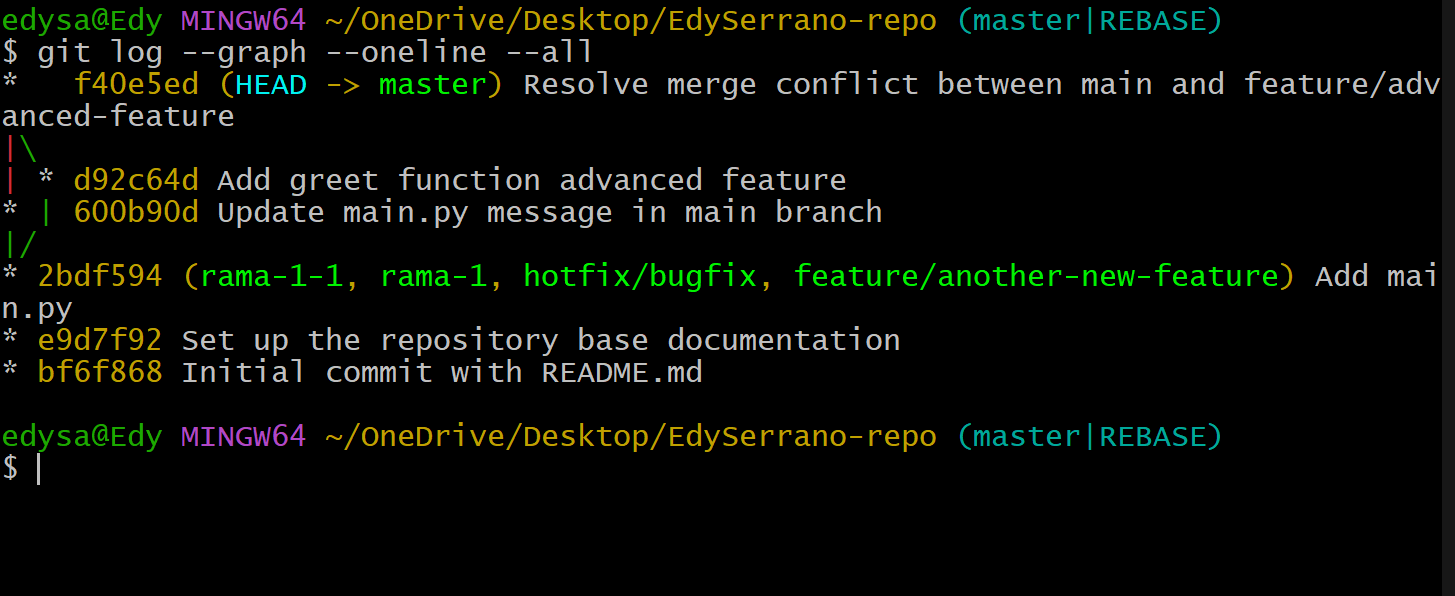 edysa@Edy MINGW64 ~/OneDrive/Desktop/EdySerrano-repo (master|REBASE)
$ git log --graph --oneline --all
*   f40e5ed (HEAD -> master) Resolve merge conflict between main and feature/adv
anced-feature
|\
| * d92c64d Add greet function advanced feature
* | 600b90d Update main.py message in main branch
|/
* 2bdf594 (rama-1-1, rama-1, hotfix/bugfix, feature/another-new-feature) Add mai
n.py
* e9d7f92 Set up the repository base documentation
* bf6f868 Initial commit with README.md
edysa@Edy MINGW64 ~/OneDrive/Desktop/EdySerrano-repo (master|REBASE)
$